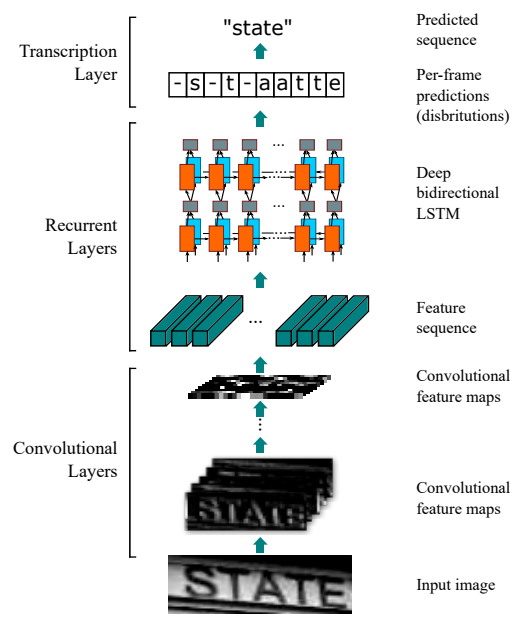 "state"
Predicted
sequence
Transcription
Layer
-s-t-aatte
Per-frame
predictions
(disbritutions)
Deep
bidirectional
LSTM
Recurrent
Layers
...
Feature
sequence
Convolutional
feature maps
Convolutional
Layers
STATE
Convolutional
feature maps
STATE
Input image